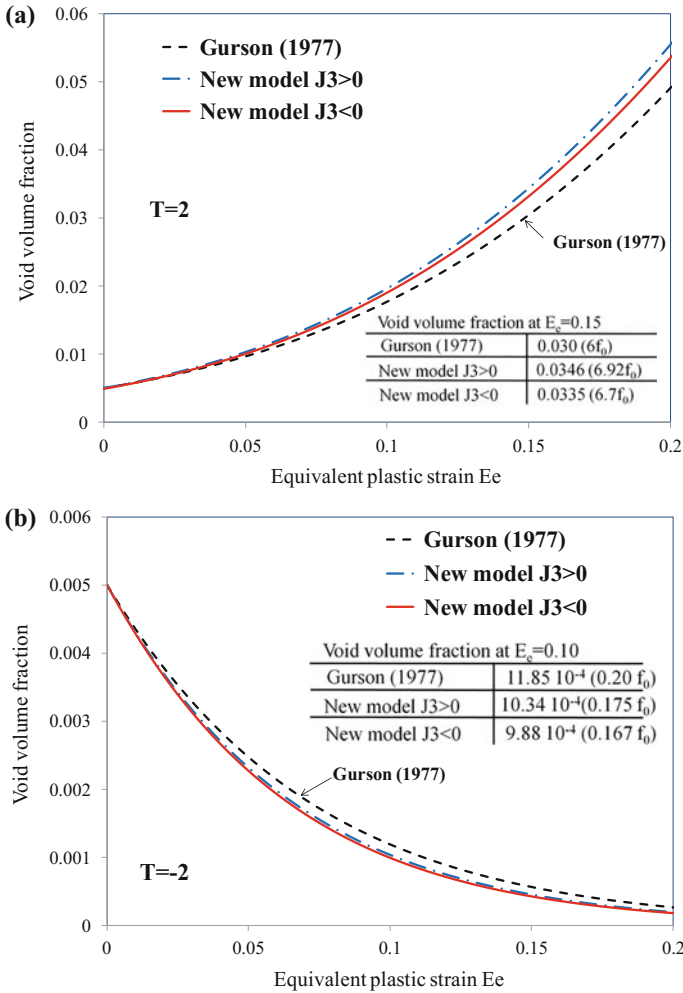 (a)
0.06
0.05
0.04
0.03
0.02
0.01
0
Void volume fraction
Gurson (1977)
New model J3>0
New model J3<0
T=2
Gurson (1977)
Void volume fraction at Ee=0.15
Gurson (1977) 0.030 (6f0)
New model J3>0 0.0346 (6.92f0)
New model J3<0 0.0335 (6.7f0)
0 0.05 0.1 0.15 0.2
Equivalent plastic strain Ee
(b)
0.006
0.005
0.004
0.003
0.002
0.001
0
Void volume fraction
Gurson (1977)
New model J3>0
New model J3<0
Void volume fraction at Ee=0.10
Gurson (1977) 11.85 10-4 (0.20 f0)
New model J3>0 10.34 10-4(0.175 f0)
New model J3<0 9.88 10-4 (0.167 f0)
Gurson (1977)
T=-2
0 0.05 0.1 0.15 0.2
Equivalent plastic strain Ee